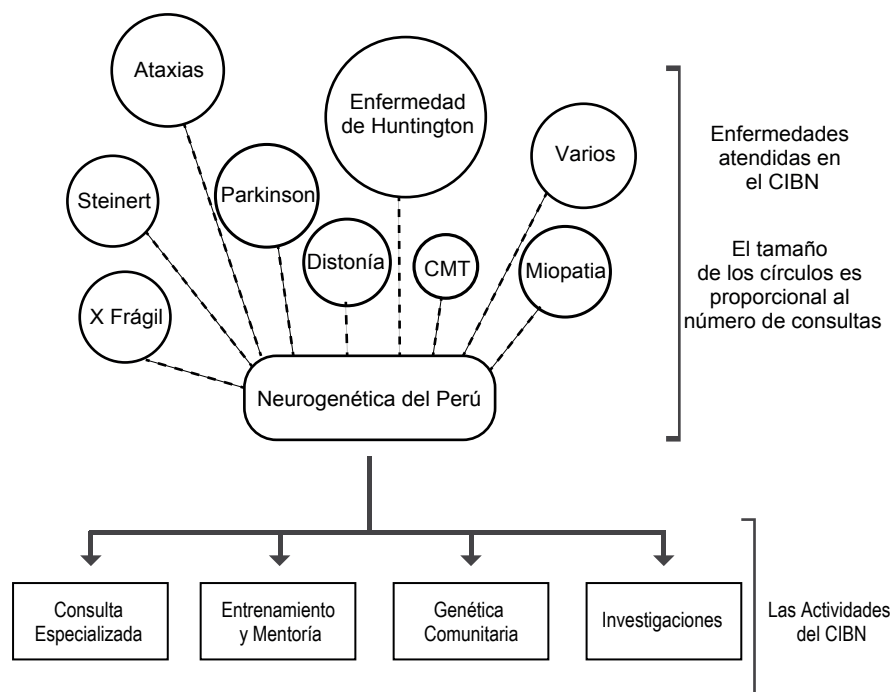 Ataxias
Enfermedad
de Huntington
Varios
Steinert
Parkinson
Distonía
CMT
Miopatia
X Frágil
Neurogenética del Perú
Enfermedades
atendidas en
el CIBN
El tamaño
de los círculos es
proporcional al
número de consultas
Consulta
Especializada
Entrenamiento
y Mentoría
Genética
Comunitaria
Investigaciones
Las Actividades
del CIBN